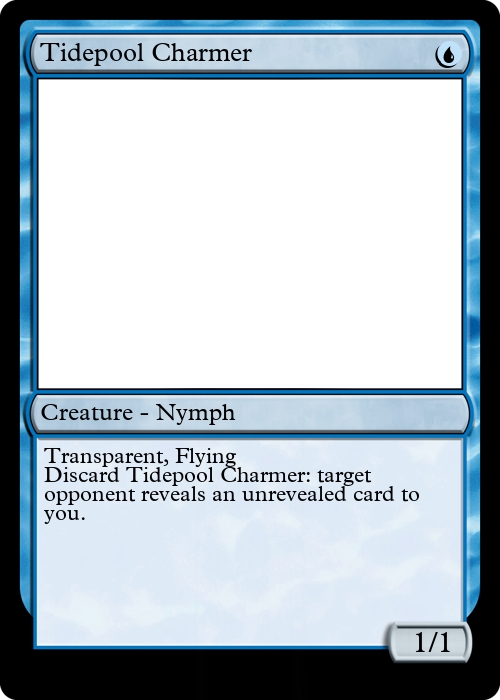 Tidepool Charmer
Creature - Nymph
Transparent, Flying
Discard Tidepool Charmer: target
opponent reveals an unrevealed card to
you.
1/1